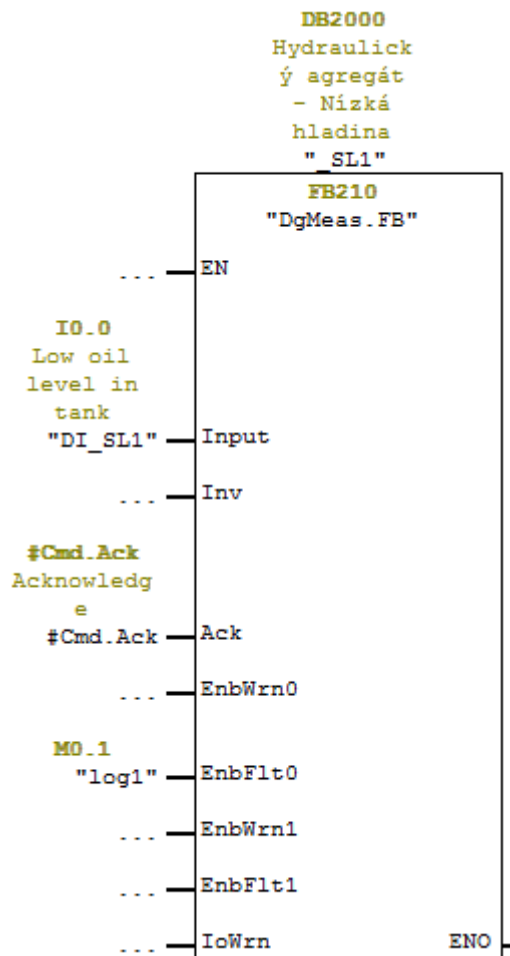 DB2000
Hydraulick
ý agregát
- Nízká
hladina
"_SL1"
FB210
"DgMeas.FB"
... EN
I0.0
Low oil
level in
tank
"DI_SL1" Input
... Inv
#Cmd.Ack
Acknowledg
e
#Cmd.Ack Ack
... EnbWrn0
M0.1
"log1" EnbFlt0
... EnbWrn1
... EnbFlt1
... IoWrn ENO